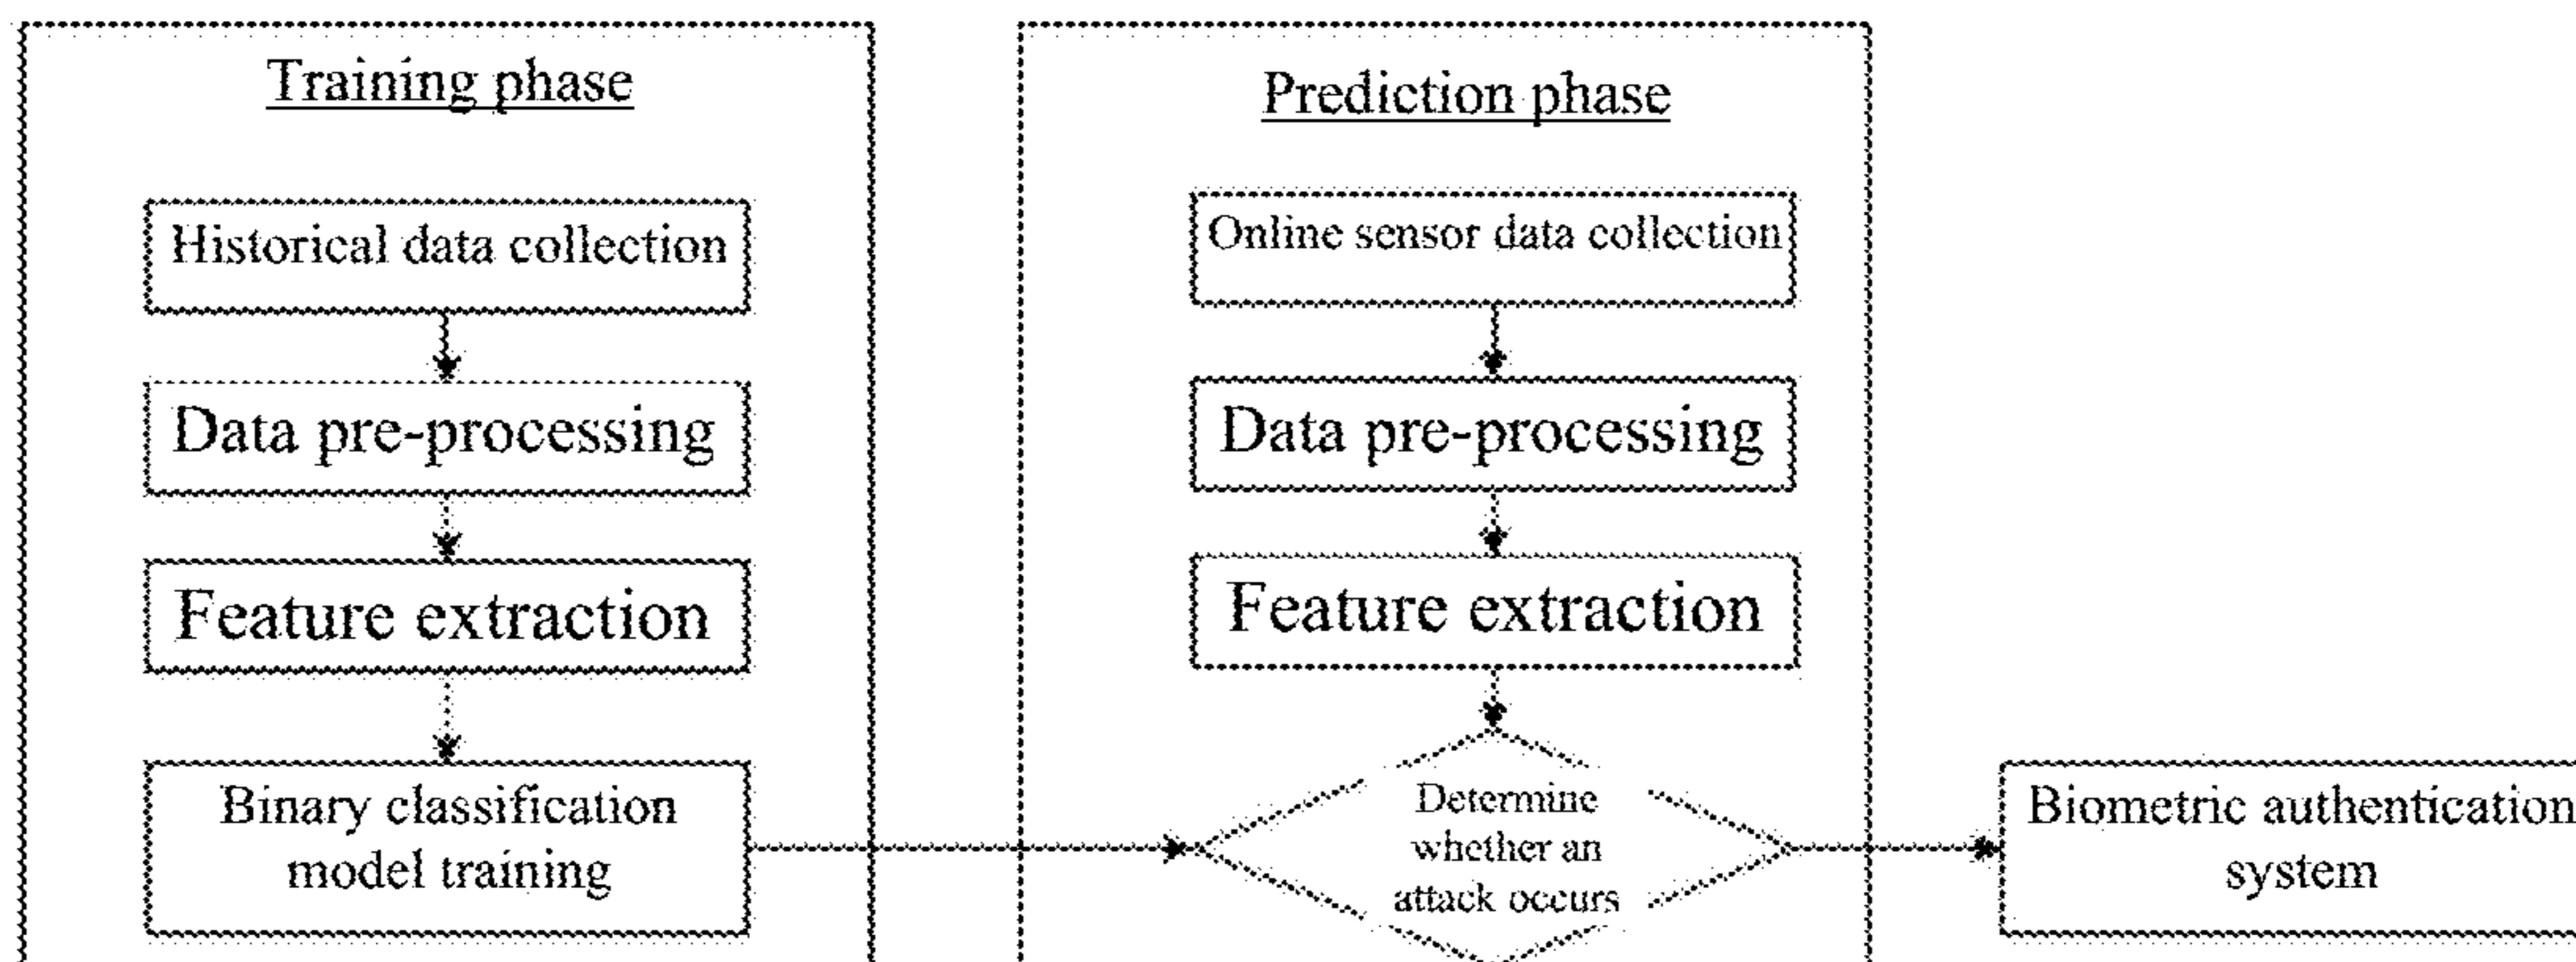 Training phase
Historical data collection
Data pre-processing
Feature extraction
Binary classification
model training
Prediction phase
Online sensor data collection
Data pre-processing
Feature extraction
Determine
whether an
attack occurs
Biometric authentication
system